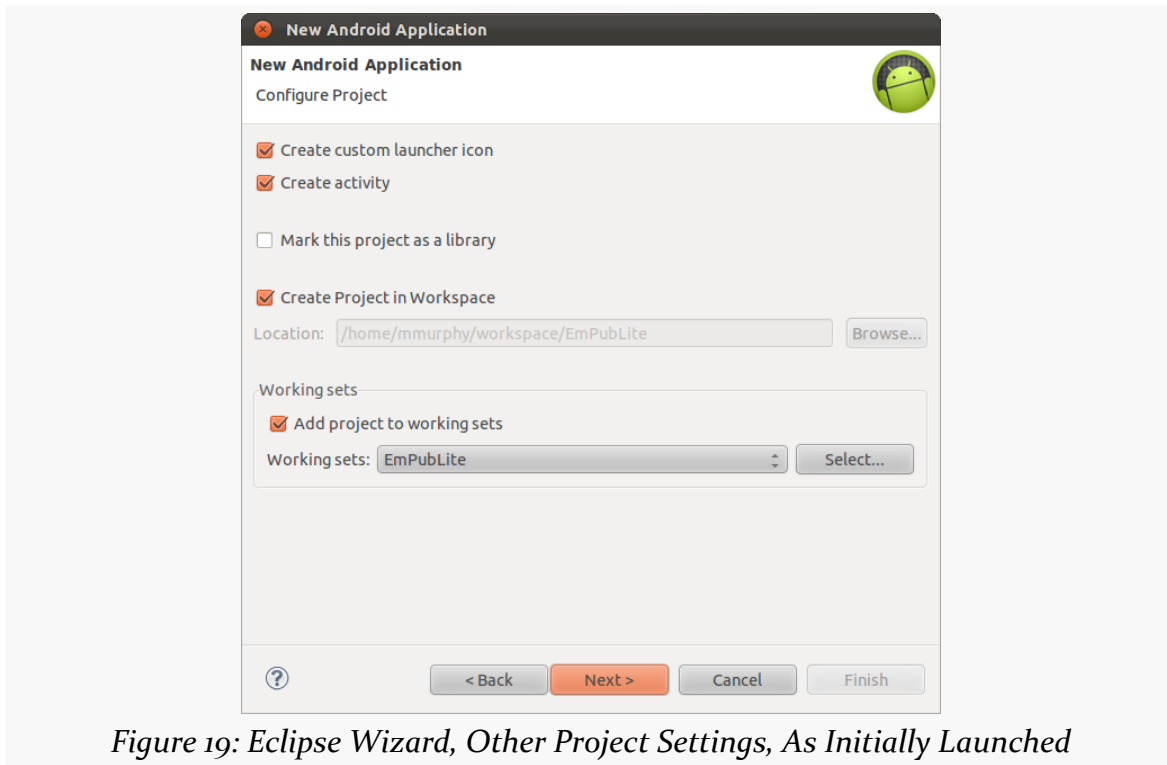 New Android Application
New Android Application
Configure Project
Create custom launcher icon
Create activity
Mark this project as a library
Create Project in Workspace
Location: /home/mmurphy/workspace/EmPubLite Browse...
Working sets
Add project to working sets
Working sets: EmPubLite Select...
? < Back Next > Cancel Finish
Figure 19: Eclipse Wizard, Other Project Settings, As Initially Launched